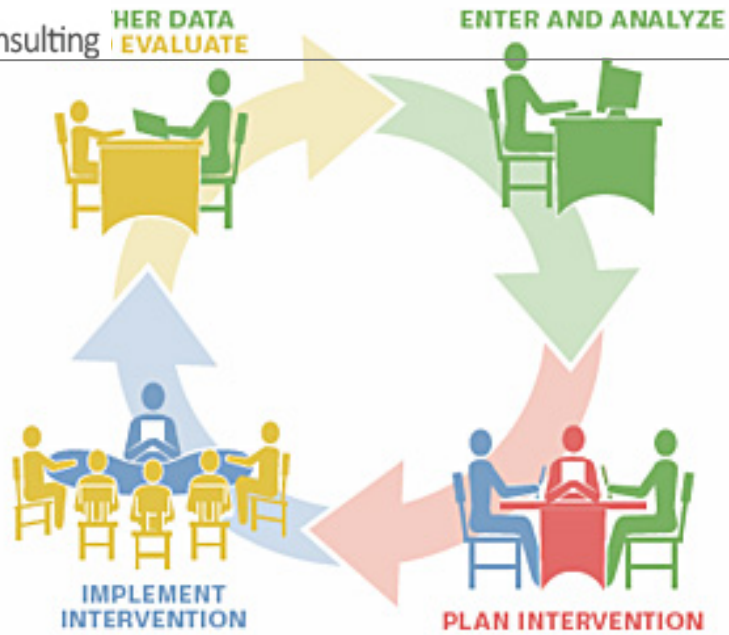 HER DATA
nsulting EVALUATE
ENTER AND ANALYZE
IMPLEMENT
INTERVENTION
PLAN INTERVENTION